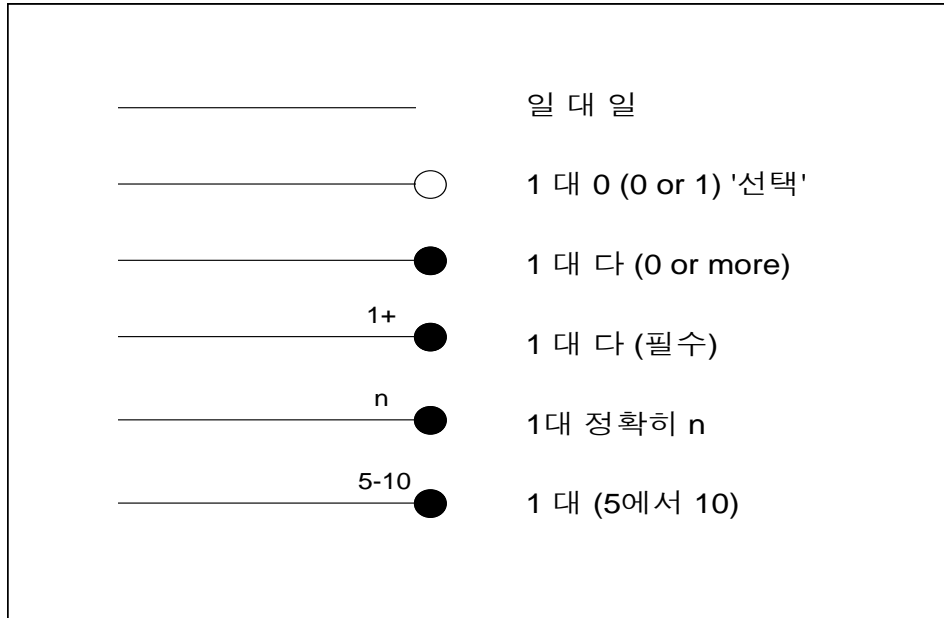 일 대 일
1 대 0 (0 or 1) '선택'
1 대 다 (0 or more)
1+
1 대 다 (필수)
n
1대 정확히 n
5-10
1 대 (5에서 10)